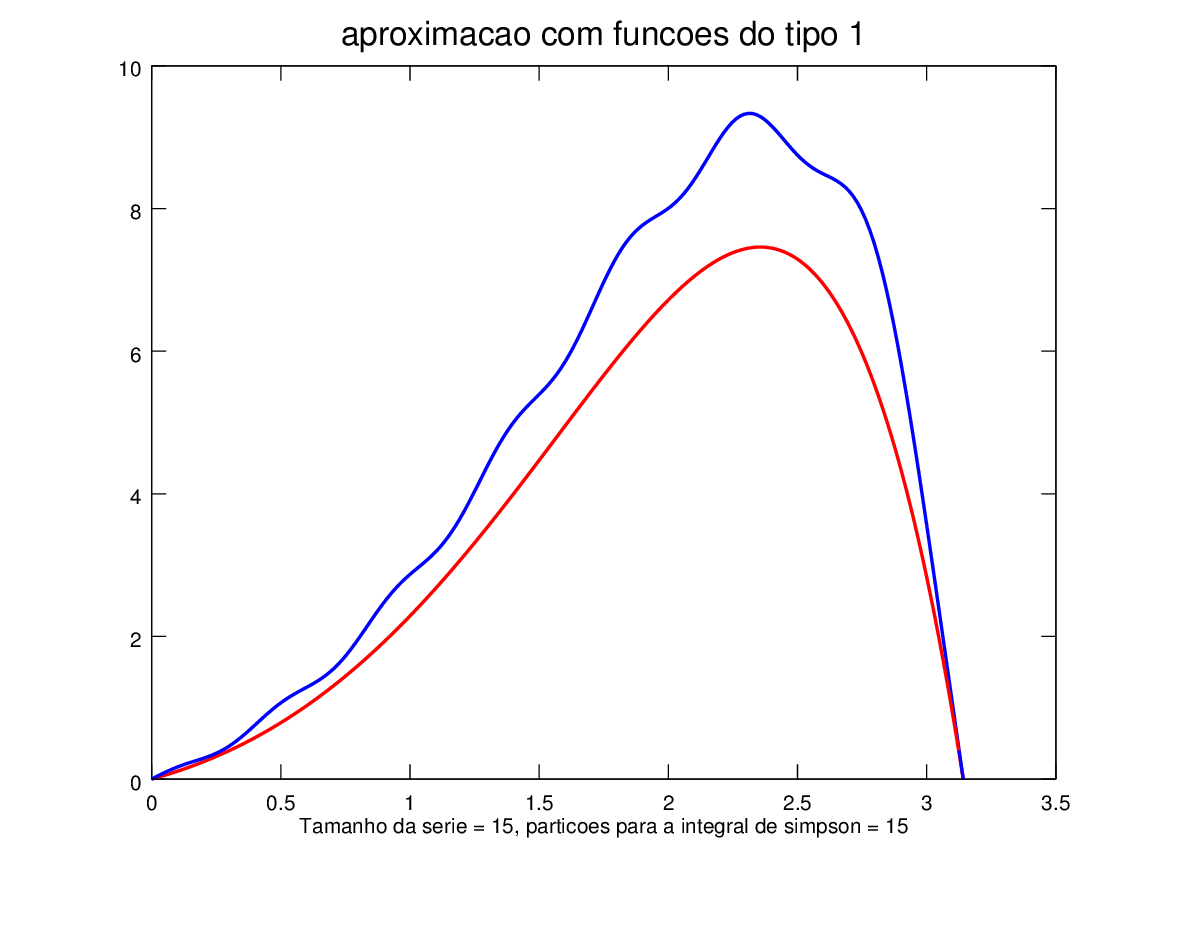 aproximacao com funcoes do tipo 1
10
8
6
4
2
0
0 0.5 1 1.5 2 2.5 3 3.5
Tamanho da serie = 15, particoes para a integral de simpson = 15